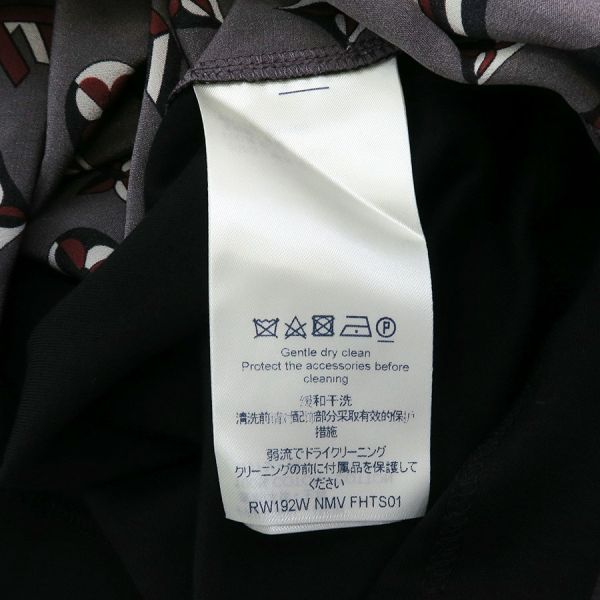 P
Gentle dry clean
Protect the accessories before
cleaning
缓和干洗
清洗前请对配饰部分采取有效的保护
措施
弱流でドライクリーニング
クリーニングの前に付属品を保護して
ください
RW192W NMV FHTS01